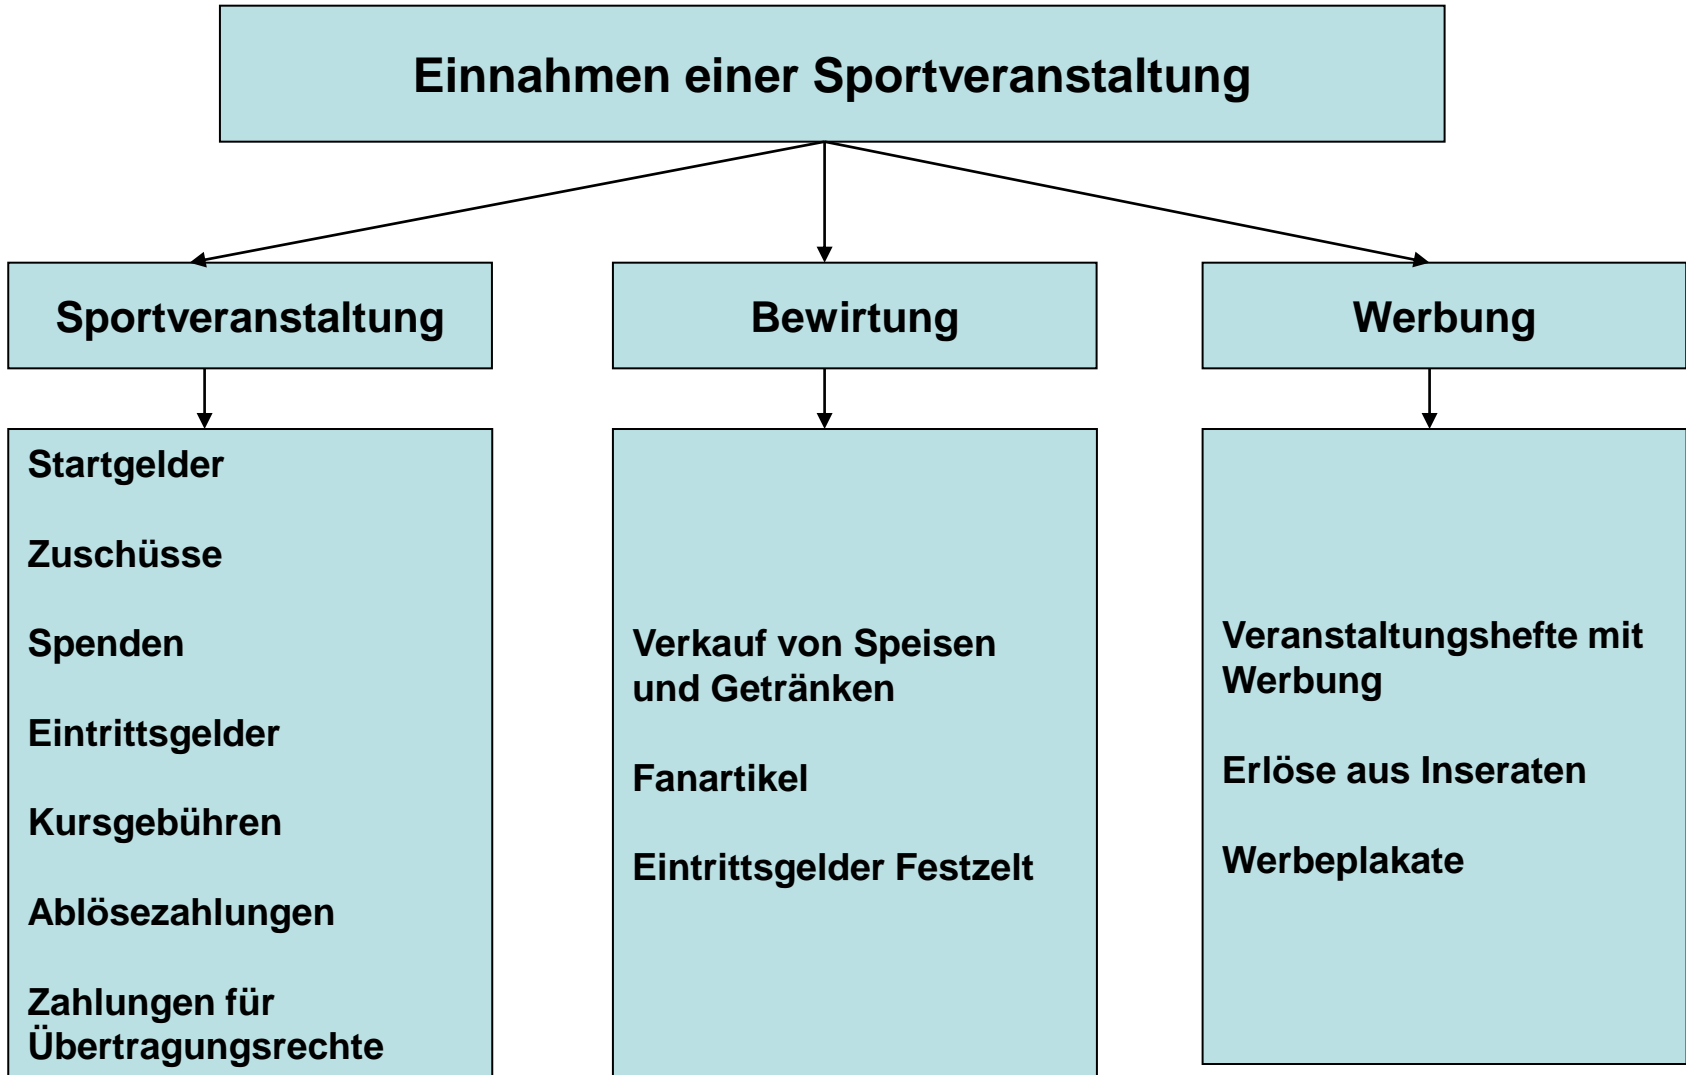 Einnahmen einer Sportveranstaltung
Sportveranstaltung
Bewirtung
Werbung
Startgelder
Zuschüsse
Spenden
Eintrittsgelder
Kursgebühren
Ablösezahlungen
Zahlungen für
Übertragungsrechte
Verkauf von Speisen
und Getränken
Fanartikel
Eintrittsgelder Festzelt
Veranstaltungshefte mit
Werbung
Erlöse aus Inseraten
Werbeplakate